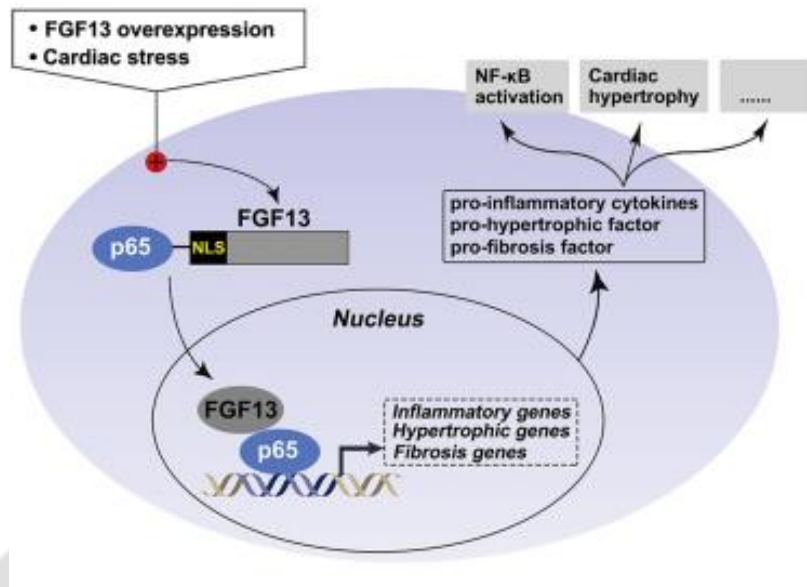 • FGF13 overexpression
• Cardiac stress
NF-κB
activation
Cardiac
hypertrophy
......
+
FGF13
p65
NLS
pro-inflammatory cytokines
pro-hypertrophic factor
pro-fibrosis factor
Nucleus
FGF13
p65
Inflammatory genes
Hypertrophic genes
Fibrosis genes